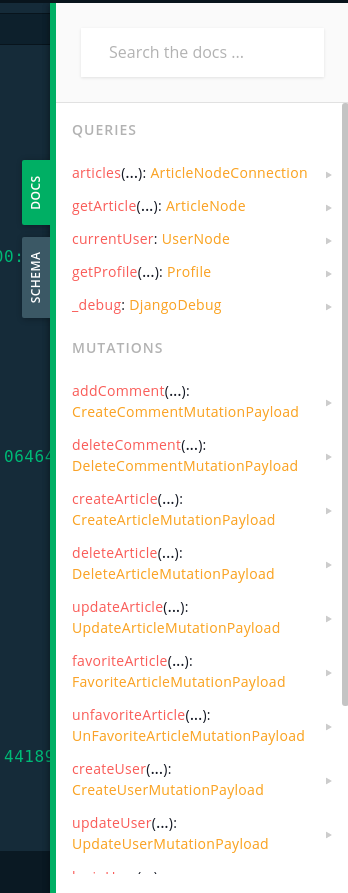 Search the docs ...
QUERIES
articles(...): ArticleNodeConnection
getArticle(...): ArticleNode
currentUser: UserNode
getProfile(...): Profile
_debug: DjangoDebug
MUTATIONS
addComment(...):
CreateCommentMutationPayload
deleteComment(...):
DeleteCommentMutationPayload
createArticle(...):
CreateArticleMutationPayload
deleteArticle(...):
DeleteArticleMutationPayload
updateArticle(...):
UpdateArticleMutationPayload
favoriteArticle(...):
FavoriteArticleMutationPayload
unfavoriteArticle(...):
UnFavoriteArticleMutationPayload
createUser(...):
CreateUserMutationPayload
updateUser(...):
UpdateUserMutationPayload
DOCS
SCHEMA
00:
06464
44189